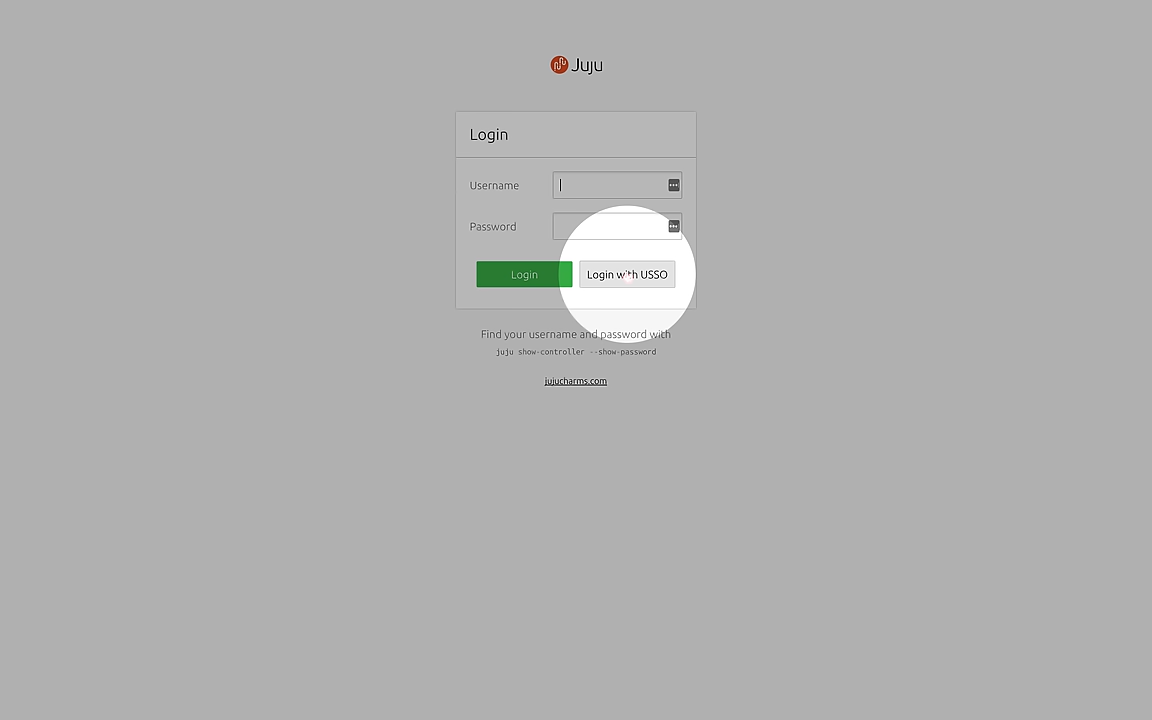 Juju
Login
Username
Password
Login Login with USSO
Find your username and password with
juju show-controller --show-password
jujucharms.com